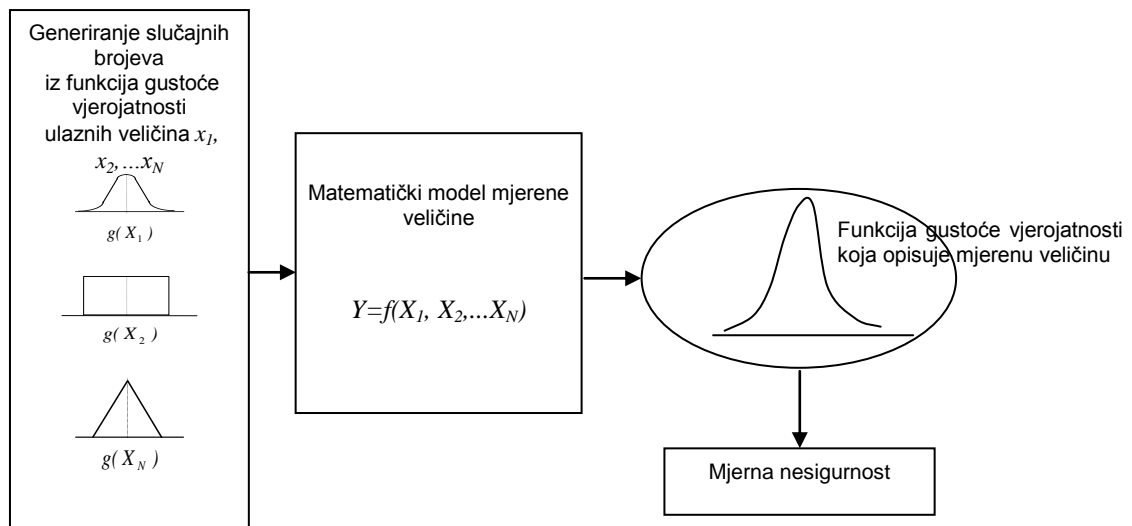 Generiranje slučajnih
brojeva
iz funkcija gustoće
vjerojatnosti
ulaznih veličina x1,
x2,...xN
g( X1 )
g( X2 )
g( XN )
Matematički model mjerene
veličine
Y=f(X1, X2,...XN)
Funkcija gustoće vjerojatnosti
koja opisuje mjerenu veličinu
Mjerna nesigurnost